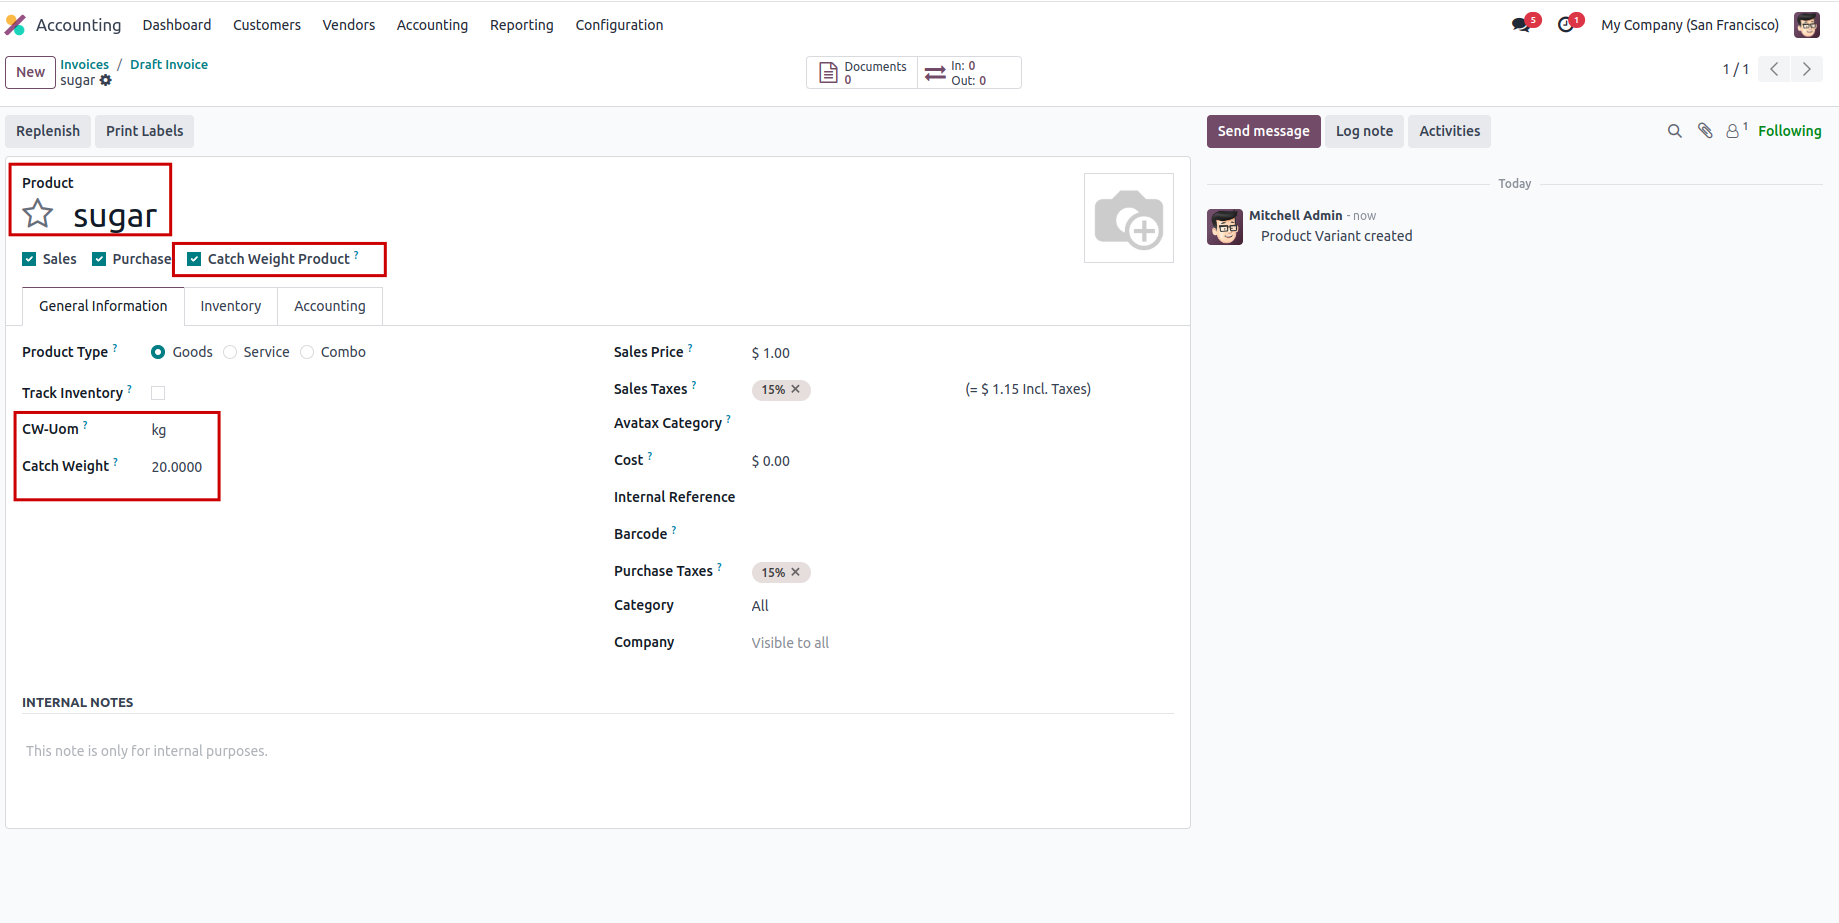 Accounting Dashboard Customers Vendors Accounting Reporting Configuration 5 1 My Company (San Francisco)
New Invoices / Draft Invoice
sugar
Documents 0
In: 0
Out: 0
1 / 1
Replenish Print Labels
Send message Log note Activities 1 Following
Product
sugar
Sales Purchase Catch Weight Product ?
General Information Inventory Accounting
Product Type ? Goods Service Combo
Track Inventory ?
CW-Uom ? kg
Catch Weight ? 20.0000
Sales Price ? $ 1.00
Sales Taxes ? 15% × (= $ 1.15 Incl. Taxes)
Avatax Category ?
Cost ? $ 0.00
Internal Reference
Barcode ?
Purchase Taxes ? 15% ×
Category All
Company Visible to all
INTERNAL NOTES
This note is only for internal purposes.
Today
Mitchell Admin - now
Product Variant created